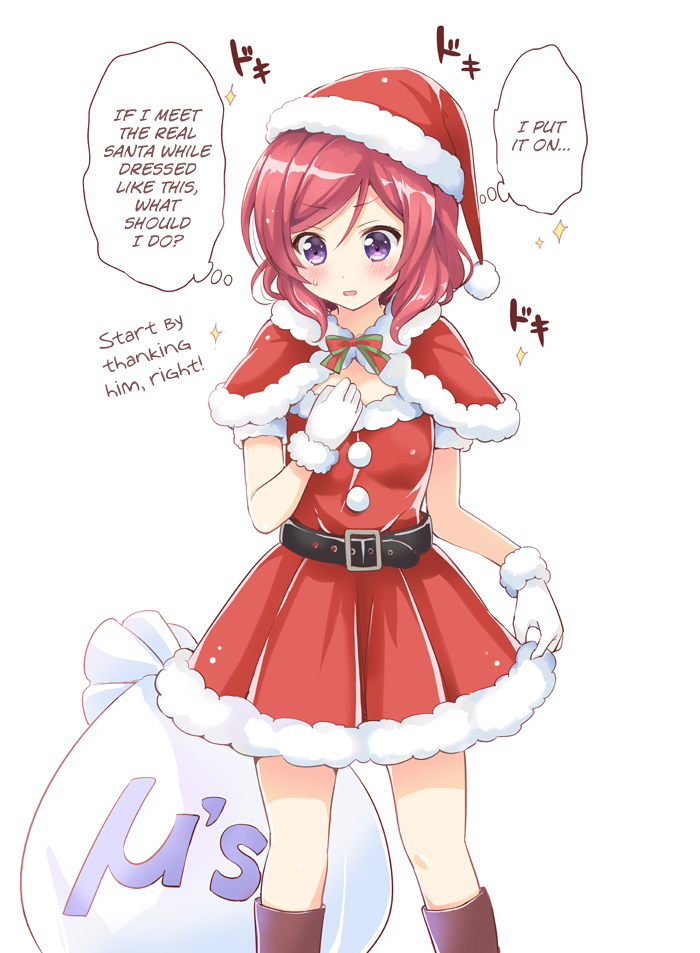 ドキ
ドキ
I PUT
IT ON...
IF I MEET
THE REAL
SANTA WHILE
DRESSED
LIKE THIS,
WHAT
SHOULD
I DO?
ドキ
Start by
thanking
him, right!
μ's